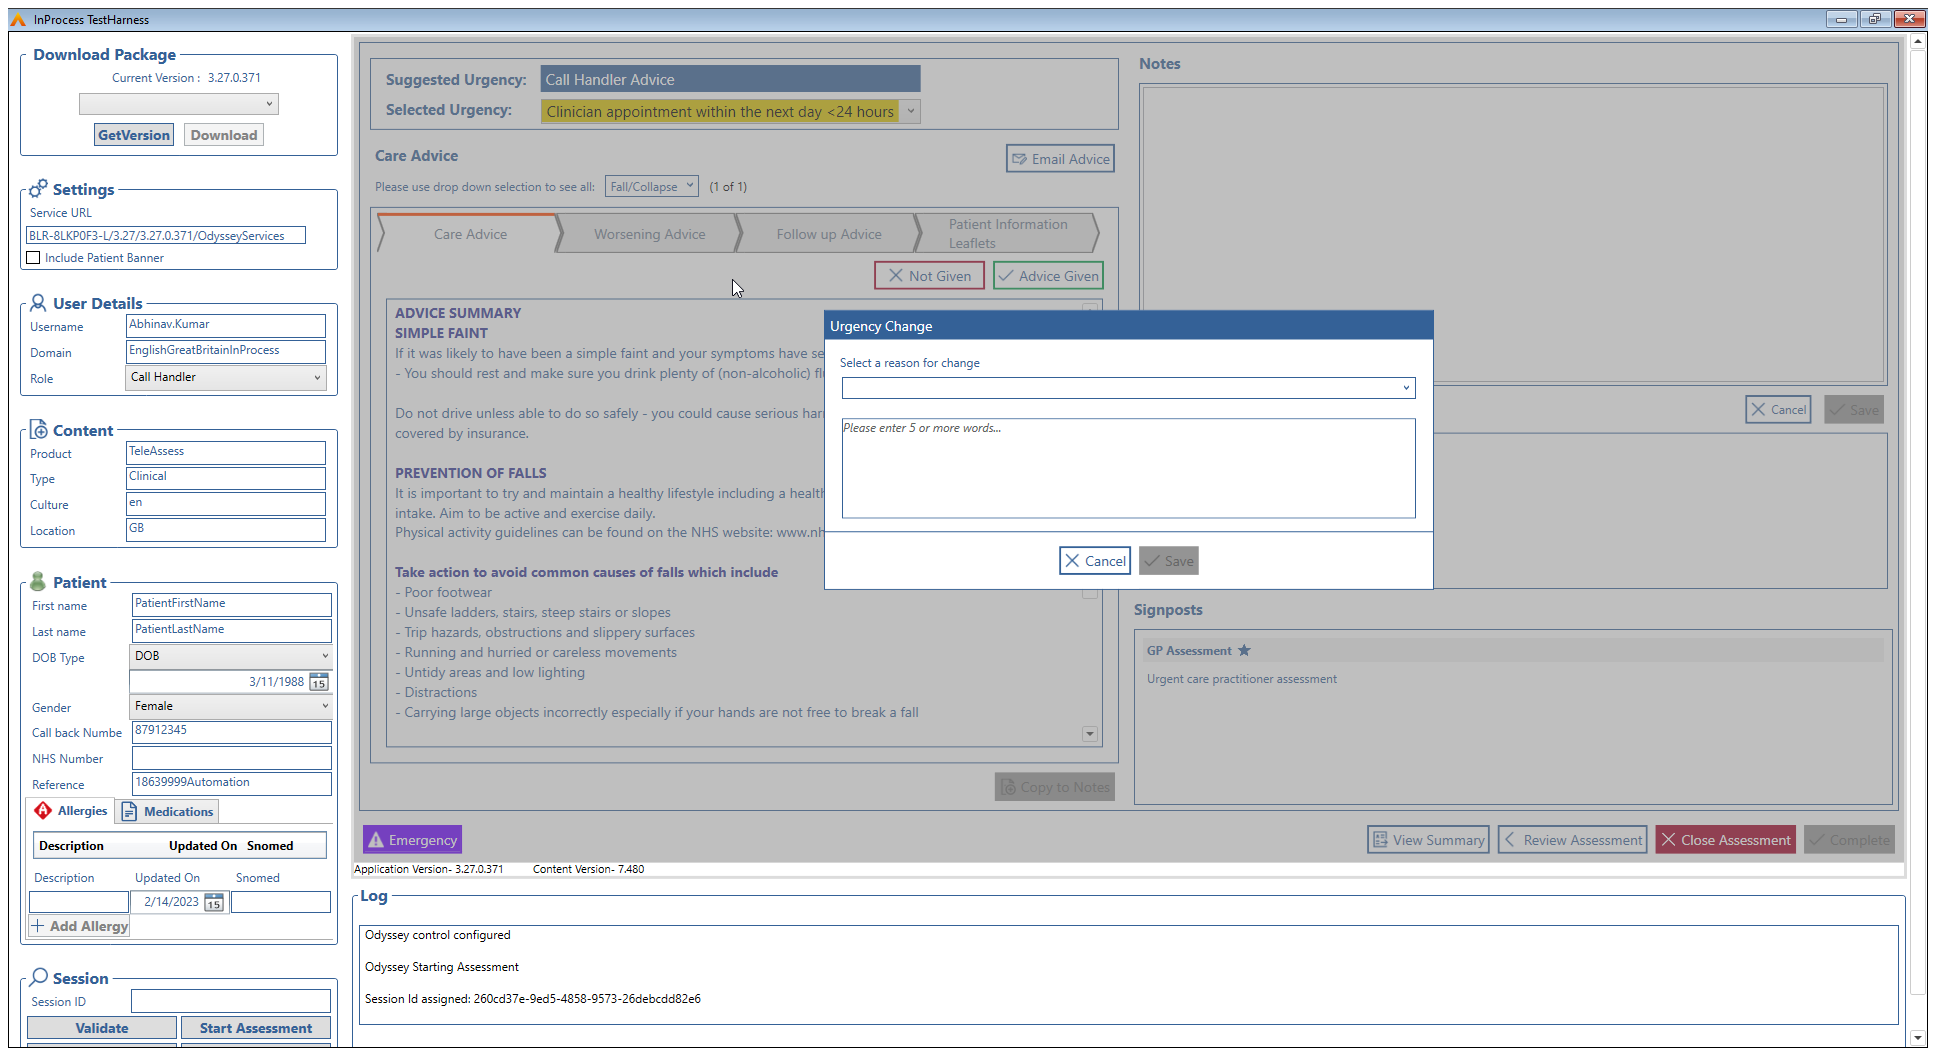 InProcess TestHarness
Download Package
Current Version : 3.27.0.371
GetVersion
Download
Settings
Service URL
BLR-8LKP0F3-L/3.27/3.27.0.371/OdysseyServices
Include Patient Banner
User Details
Username
Abhinav.Kumar
Domain
EnglishGreatBritainInProcess
Role
Call Handler
Content
Product
TeleAssess
Type
Clinical
Culture
en
Location
GB
Patient
First name
PatientFirstName
Last name
PatientLastName
DOB Type
DOB
3/11/1988
15
Gender
Female
Call back Numbe
87912345
NHS Number
Reference
18639999Automation
Allergies
Medications
Description Updated On Snomed
Description Updated On Snomed
2/14/2023
15
Add Allergy
Session
Session ID
Validate
Start Assessment
Suggested Urgency:
Call Handler Advice
Selected Urgency:
Clinician appointment within the next day <24 hours
Care Advice
Email Advice
Please use drop down selection to see all:
Fall/Collapse
(1 of 1)
Care Advice
Worsening Advice
Follow up Advice
Patient Information
Leaflets
Not Given
Advice Given
ADVICE SUMMARY
SIMPLE FAINT
If it was likely to have been a simple faint and your symptoms have se
- You should rest and make sure you drink plenty of (non-alcoholic) fl
Do not drive unless able to do so safely - you could cause serious har
covered by insurance.
PREVENTION OF FALLS
It is important to try and maintain a healthy lifestyle including a healt
intake. Aim to be active and exercise daily.
Physical activity guidelines can be found on the NHS website: www.nh
Take action to avoid common causes of falls which include
- Poor footwear
- Unsafe ladders, stairs, steep stairs or slopes
- Trip hazards, obstructions and slippery surfaces
- Running and hurried or careless movements
- Untidy areas and low lighting
- Distractions
- Carrying large objects incorrectly especially if your hands are not free to break a fall
Copy to Notes
Notes
Cancel
Save
Urgency Change
Select a reason for change
Please enter 5 or more words...
Cancel
Save
Signposts
GP Assessment
Urgent care practitioner assessment
Emergency
View Summary
Review Assessment
Close Assessment
Complete
Application Version- 3.27.0.371
Content Version- 7.480
Log
Odyssey control configured
Odyssey Starting Assessment
Session Id assigned: 260cd37e-9ed5-4858-9573-26debcdd82e6